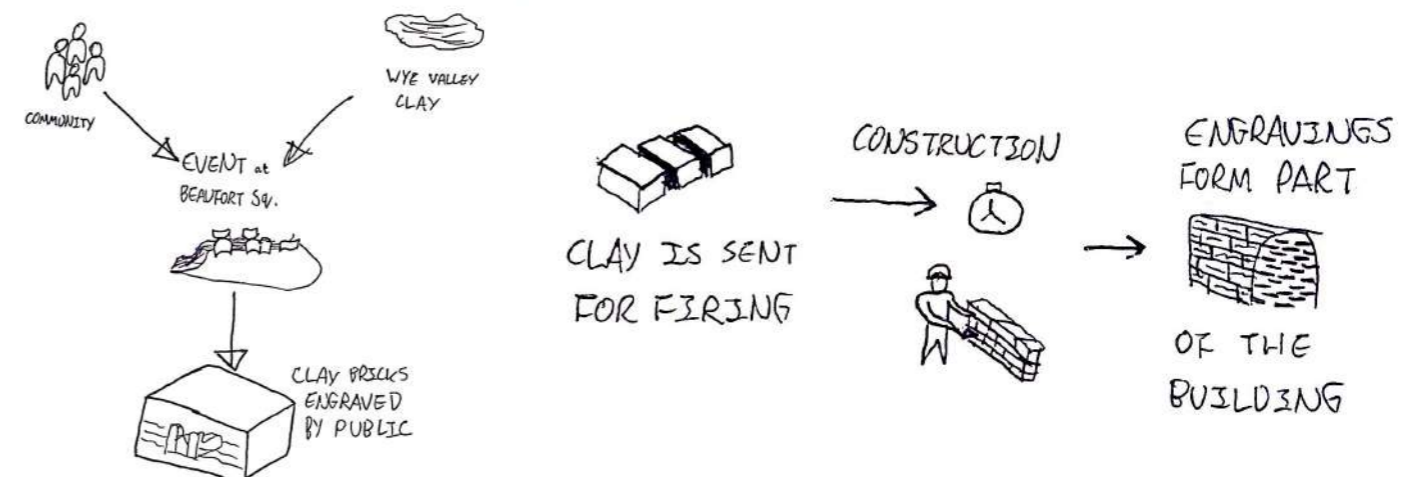 COMMUNITY
WYE VALLEY
CLAY
EVENT at
BEAUFORT SQ.
CLAY BRICKS
ENGRAVED
BY PUBLIC
CLAY IS SENT
FOR FIRING
CONSTRUCTION
ENGRAVINGS
FORM PART
OF THE
BUILDING